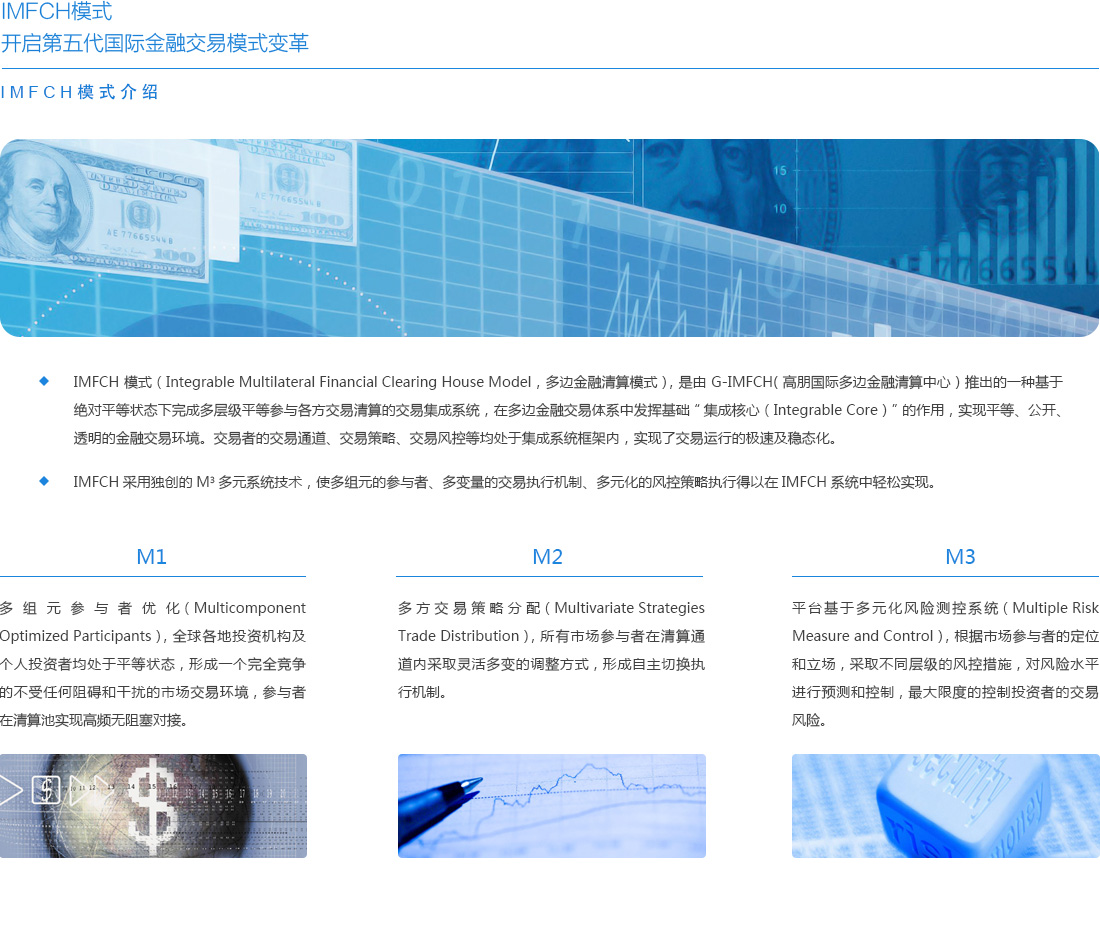 IMFCH模式
开启第五代国际金融交易模式变革
IMFCH模式介绍
THE UNITED STATES
OF AMERICA
AE 77665544B
100
ONE HUNDRED DOLLARS
100
15
10
IMFCH 模式（Integrable Multilateral Financial Clearing House Model，多边金融清算模式），是由 G-IMFCH（高朋国际多边金融清算中心）推出的一种基于
绝对平等状态下完成多层级平等参与各方交易清算的交易集成系统，在多边金融交易体系中发挥基础“集成核心（Integrable Core）”的作用，实现平等、公开、
透明的金融交易环境。交易者的交易通道、交易策略、交易风控等均处于集成系统框架内，实现了交易运行的极速及稳态化。
IMFCH 采用独创的 M³ 多元系统技术，使多组元的参与者、多变量的交易执行机制、多元化的风控策略执行得以在 IMFCH 系统中轻松实现。
M1
多组元参与者优化（Multicomponent
Optimized Participants），全球各地投资机构及
个人投资者均处于平等状态，形成一个完全竞争
的不受任何阻碍和干扰的市场交易环境，参与者
在清算池实现高频无阻塞对接。
M2
多方交易策略分配（Multivariate Strategies
Trade Distribution），所有市场参与者在清算通
道内采取灵活多变的调整方式，形成自主切换执
行机制。
M3
平台基于多元化风险测控系统（Multiple Risk
Measure and Control），根据市场参与者的定位
和立场，采取不同层级的风控措施，对风险水平
进行预测和控制，最大限度的控制投资者的交易
风险。
$
$
security
risk
money